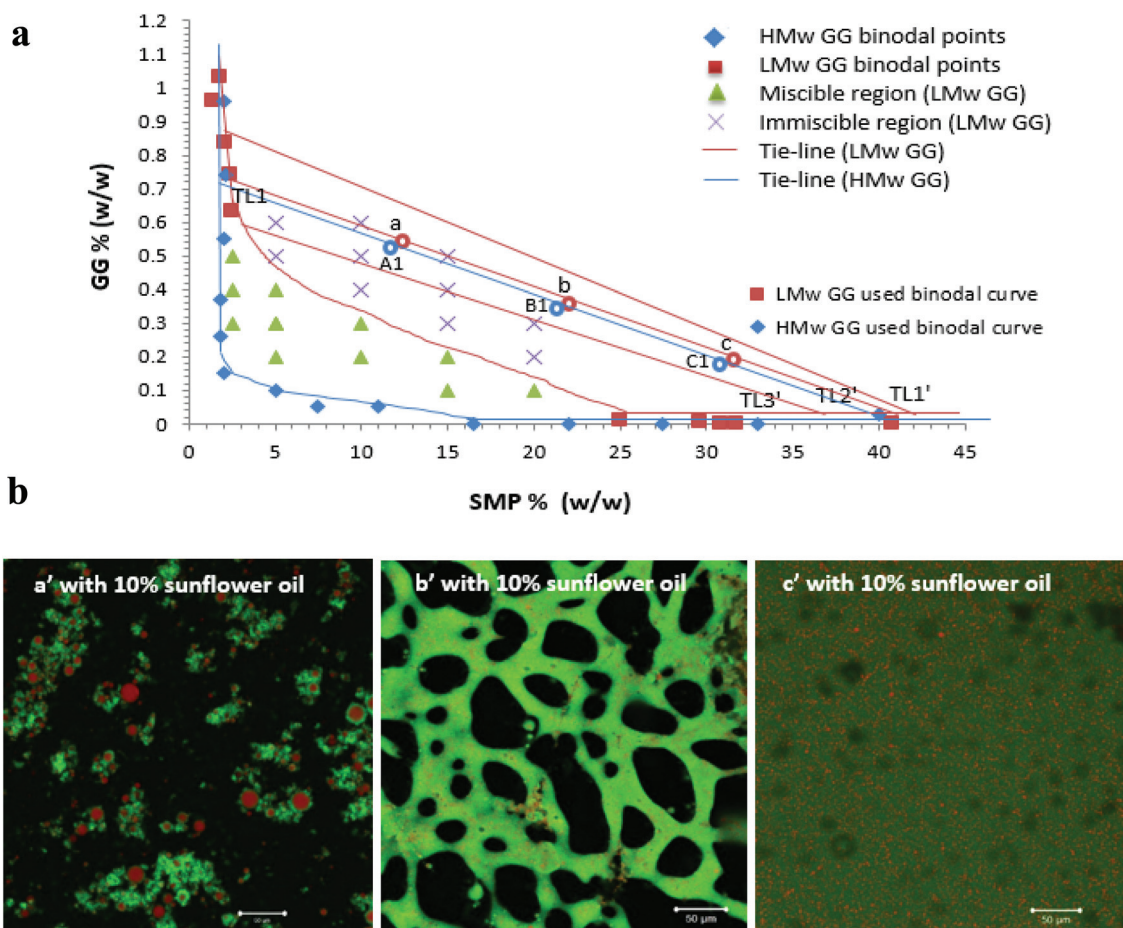 a
1.2
1.1
1
0.9
0.8
0.7
0.6
0.5
0.4
0.3
0.2
0.1
0
GG % (w/w)
HMw GG binodal points
LMw GG binodal points
Miscible region (LMw GG)
Immiscible region (LMw GG)
Tie-line (LMw GG)
Tie-line (HMw GG)
TL1
a
A1
b
B1
c
C1
LMw GG used binodal curve
HMw GG used binodal curve
TL3' TL2' TL1'
0 5 10 15 20 25 30 35 40 45
SMP % (w/w)
b
a' with 10% sunflower oil
b' with 10% sunflower oil
c' with 10% sunflower oil
50 µm
50 µm